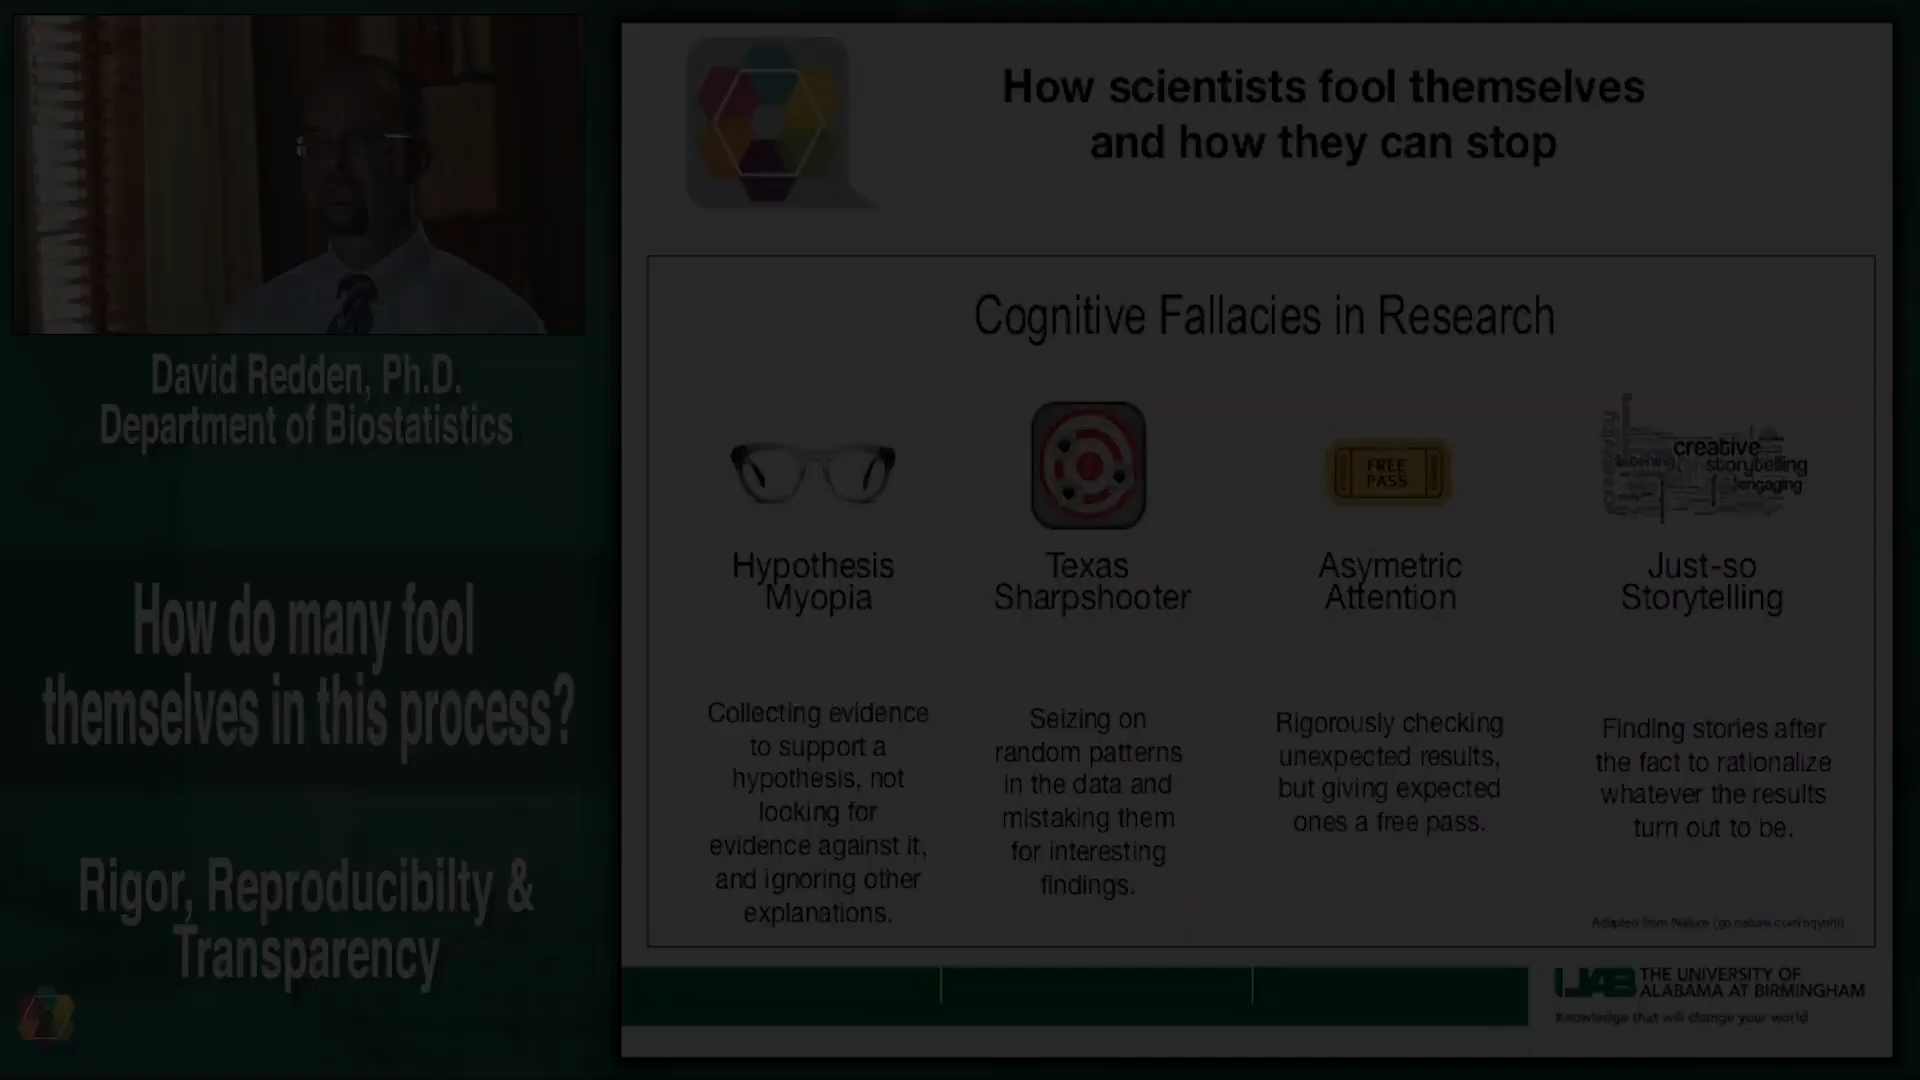 David Redden, Ph.D.
Department of Biostatistics
How do many fool
themselves in this process?
Rigor, Reproducibilty &
Transparency
How scientists fool themselves
and how they can stop
Cognitive Fallacies in Research
Hypothesis
Myopia
Collecting evidence
to support a
hypothesis, not
looking for
evidence against it,
and ignoring other
explanations.
Texas
Sharpshooter
Seizing on
random patterns
in the data and
mistaking them
for interesting
findings.
FREE
PASS
Asymetric
Attention
Rigorously checking
unexpected results,
but giving expected
ones a free pass.
creativity
creative
listening
storytelling
engaging
Just-so
Storytelling
Finding stories after
the fact to rationalize
whatever the results
turn out to be.
Adapted from Nature
UAB
THE UNIVERSITY OF
ALABAMA AT BIRMINGHAM
Knowledge that will change your world